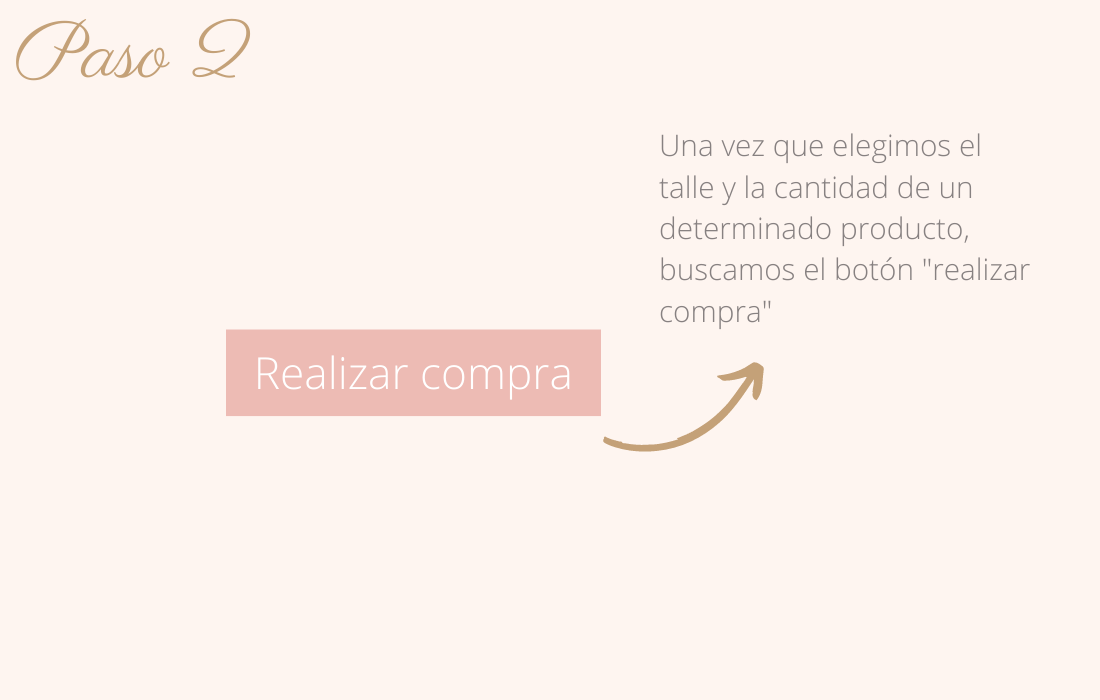 Paso 2
Una vez que elegimos el
talle y la cantidad de un
determinado producto,
buscamos el botón "realizar
compra"
Realizar compra